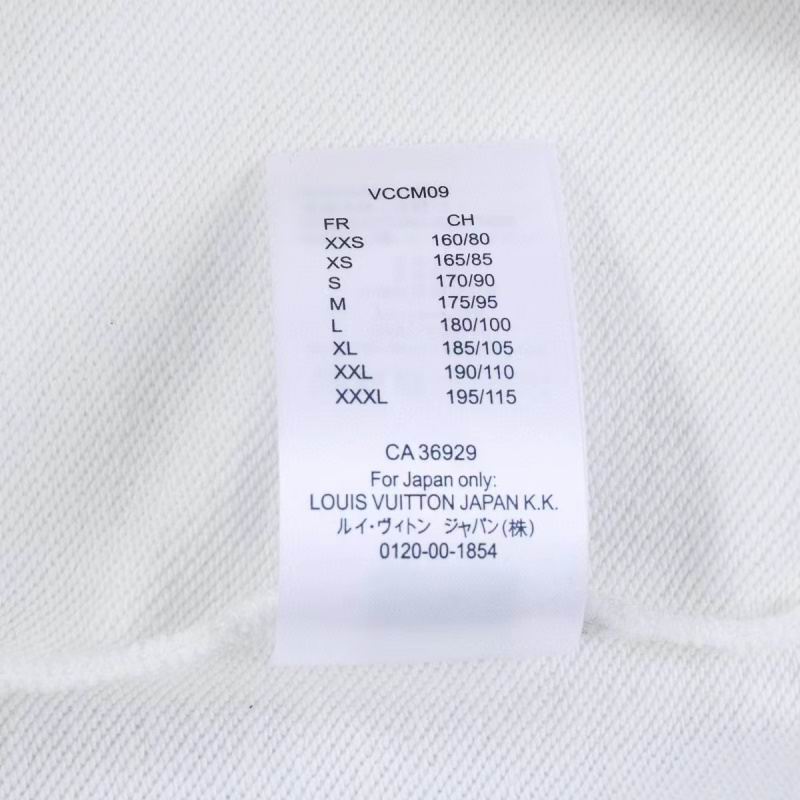 VCCM09
FR CH
XXS 160/80
XS 165/85
S 170/90
M 175/95
L 180/100
XL 185/105
XXL 190/110
XXXL 195/115
CA 36929
For Japan only:
LOUIS VUITTON JAPAN K.K.
ルイ・ヴィトン ジャパン(株)
0120-00-1854